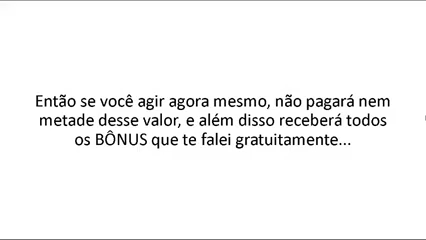 Então se você agir agora mesmo, não pagará nem
metade desse valor, e além disso receberá todos
os BÔNUS que te falei gratuitamente...